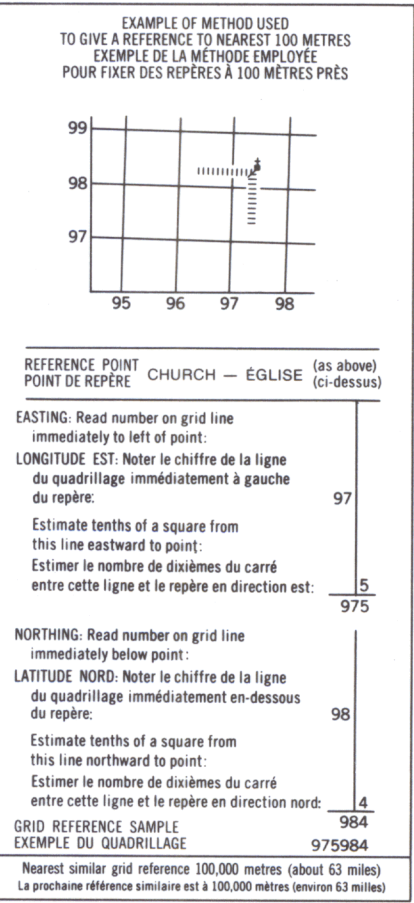 EXAMPLE OF METHOD USED
TO GIVE A REFERENCE TO NEAREST 100 METRES
EXEMPLE DE LA MÉTHODE EMPLOYÉE
POUR FIXER DES REPÈRES À 100 MÈTRES PRÈS
99
98
97
95 96 97 98
REFERENCE POINT
POINT DE REPÈRE
CHURCH — ÉGLISE
(as above)
(ci-dessus)
EASTING: Read number on grid line
immediately to left of point:
LONGITUDE EST: Noter le chiffre de la ligne
du quadrillage immédiatement à gauche
du repère: 97
Estimate tenths of a square from
this line eastward to point:
Estimer le nombre de dixièmes du carré
entre cette ligne et le repère en direction est: 5
975
NORTHING: Read number on grid line
immediately below point:
LATITUDE NORD: Noter le chiffre de la ligne
du quadrillage immédiatement en-dessous
du repère: 98
Estimate tenths of a square from
this line northward to point:
Estimer le nombre de dixièmes du carré
entre cette ligne et le repère en direction nord: 4
GRID REFERENCE SAMPLE 984
EXEMPLE DU QUADRILLAGE 975984
Nearest similar grid reference 100,000 metres (about 63 miles)
La prochaine référence similaire est à 100,000 mètres (environ 63 milles)